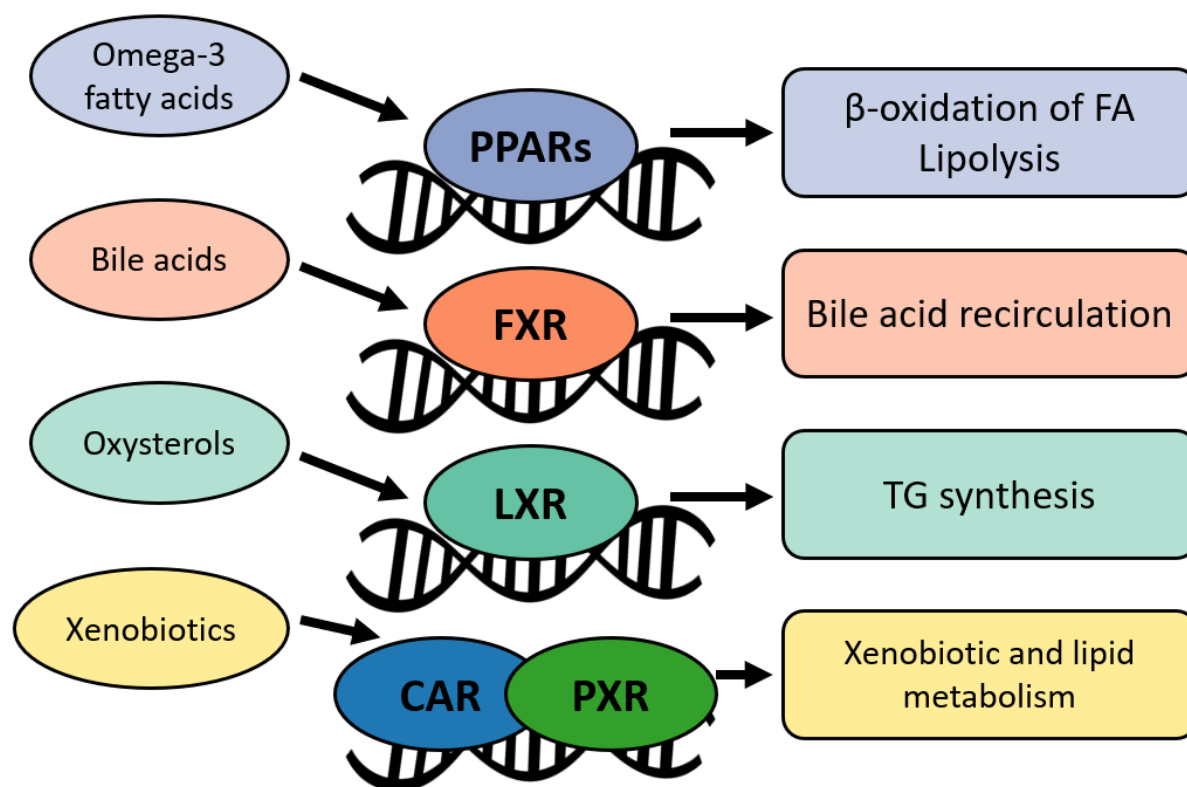 Omega-3
fatty acids
PPARs
β-oxidation of FA
Lipolysis
Bile acids
FXR
Bile acid recirculation
Oxysterols
LXR
TG synthesis
Xenobiotics
CAR
PXR
Xenobiotic and lipid
metabolism